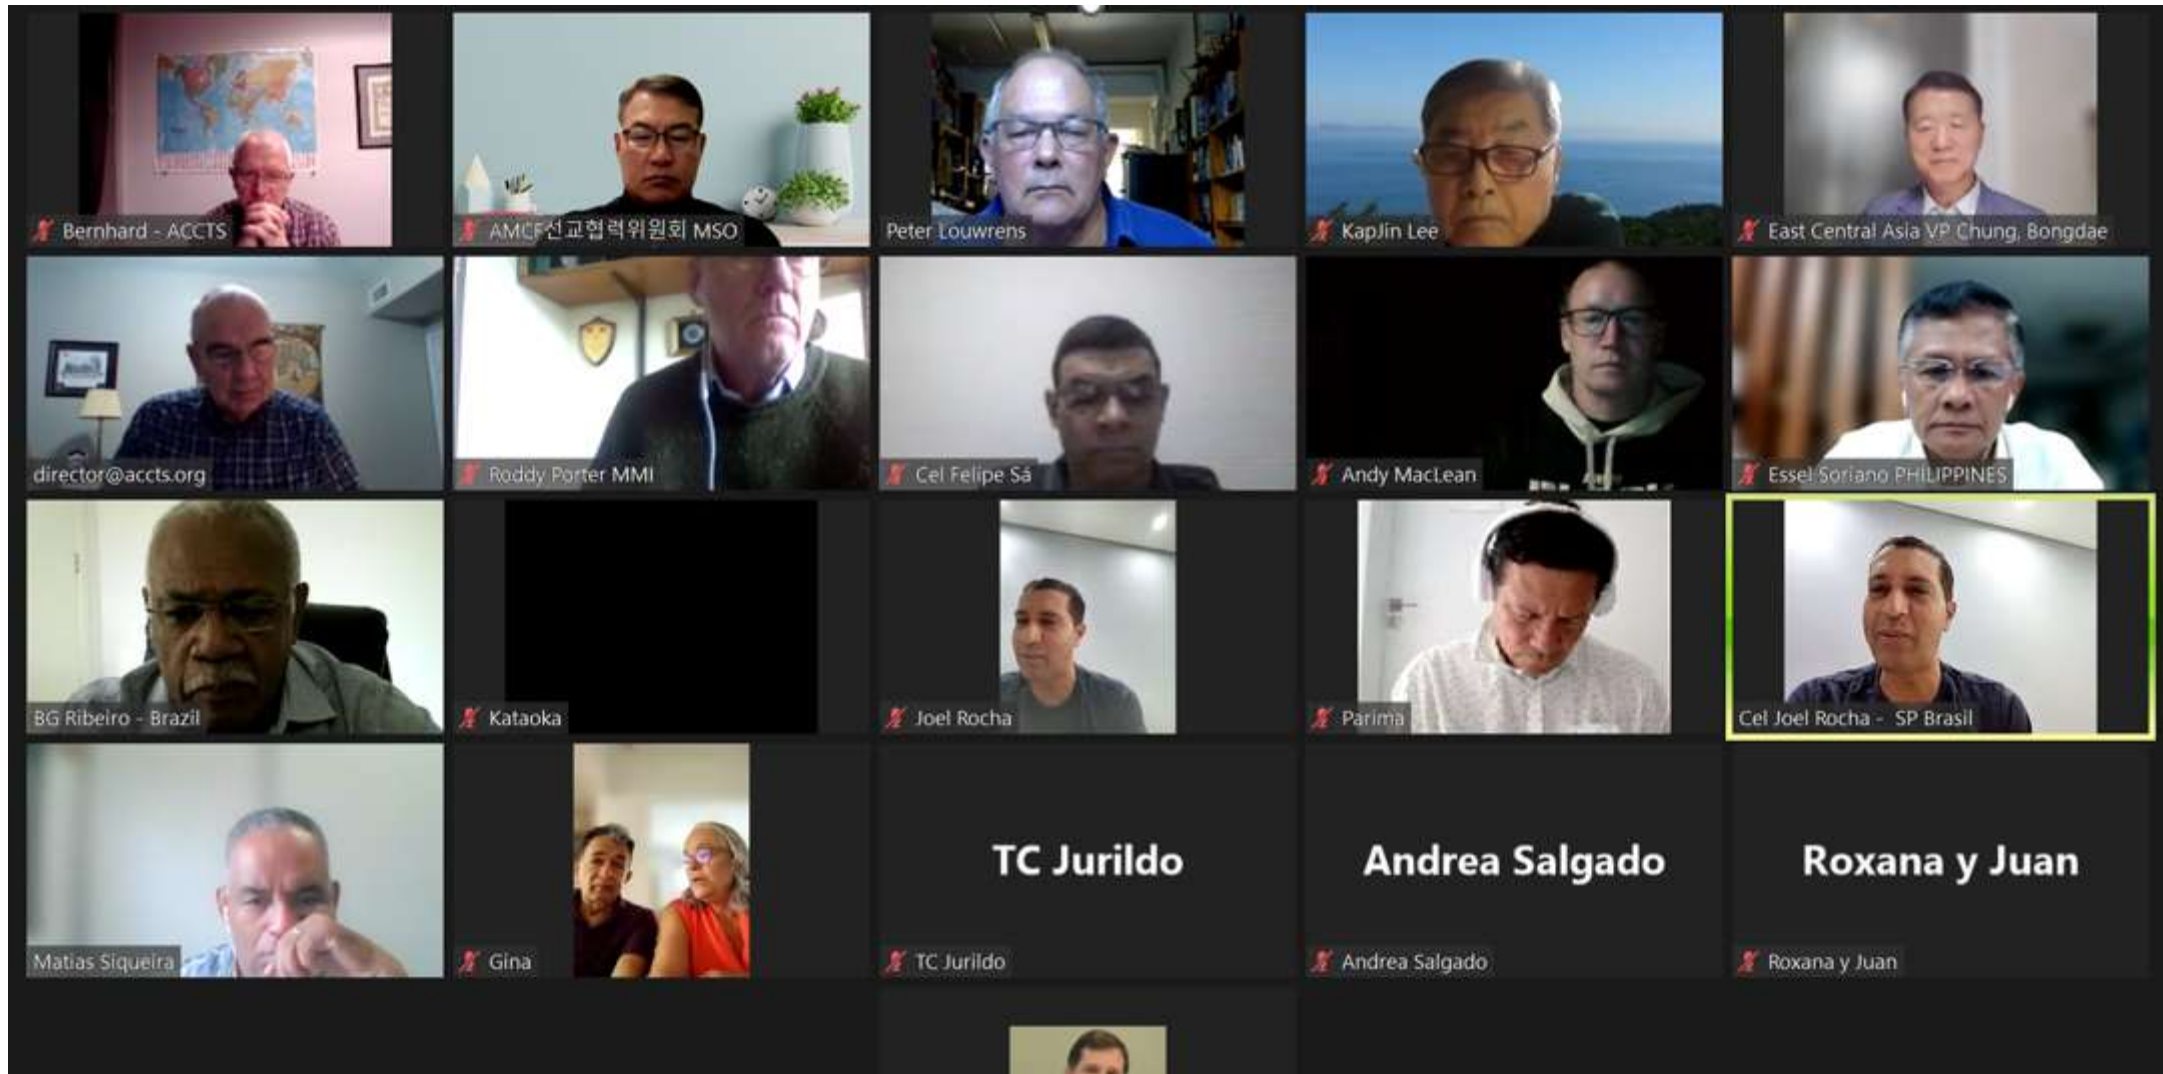 Bernhard - ACCTS
AMCF선교협력위원회 MSO
Peter Louwrens
KapJin Lee
East Central Asia VP Chung, Bongdae
director@accts.org
Roddy Porter MMI
Cel Felipe Sá
Andy MacLean
Essel Soriano PHILIPPINES
BG Ribeiro - Brazil
Kataoka
Joel Rocha
Parima
Cel Joel Rocha - SP Brasil
Matias Siqueira
Gina
TC Jurildo
TC Jurildo
Andrea Salgado
Andrea Salgado
Roxana y Juan
Roxana y Juan